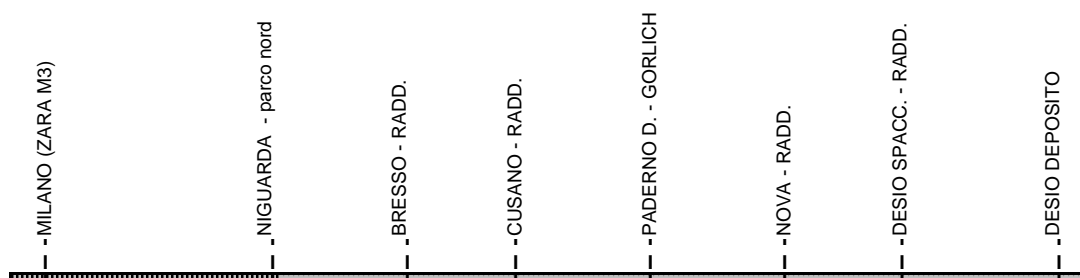 MILANO (ZARA M3)
NIGUARDA - parco nord
BRESSO - RADD.
CUSANO - RADD.
PADERNO D. - GORLICH
NOVA - RADD.
DESIO SPACC. - RADD.
DESIO DEPOSITO